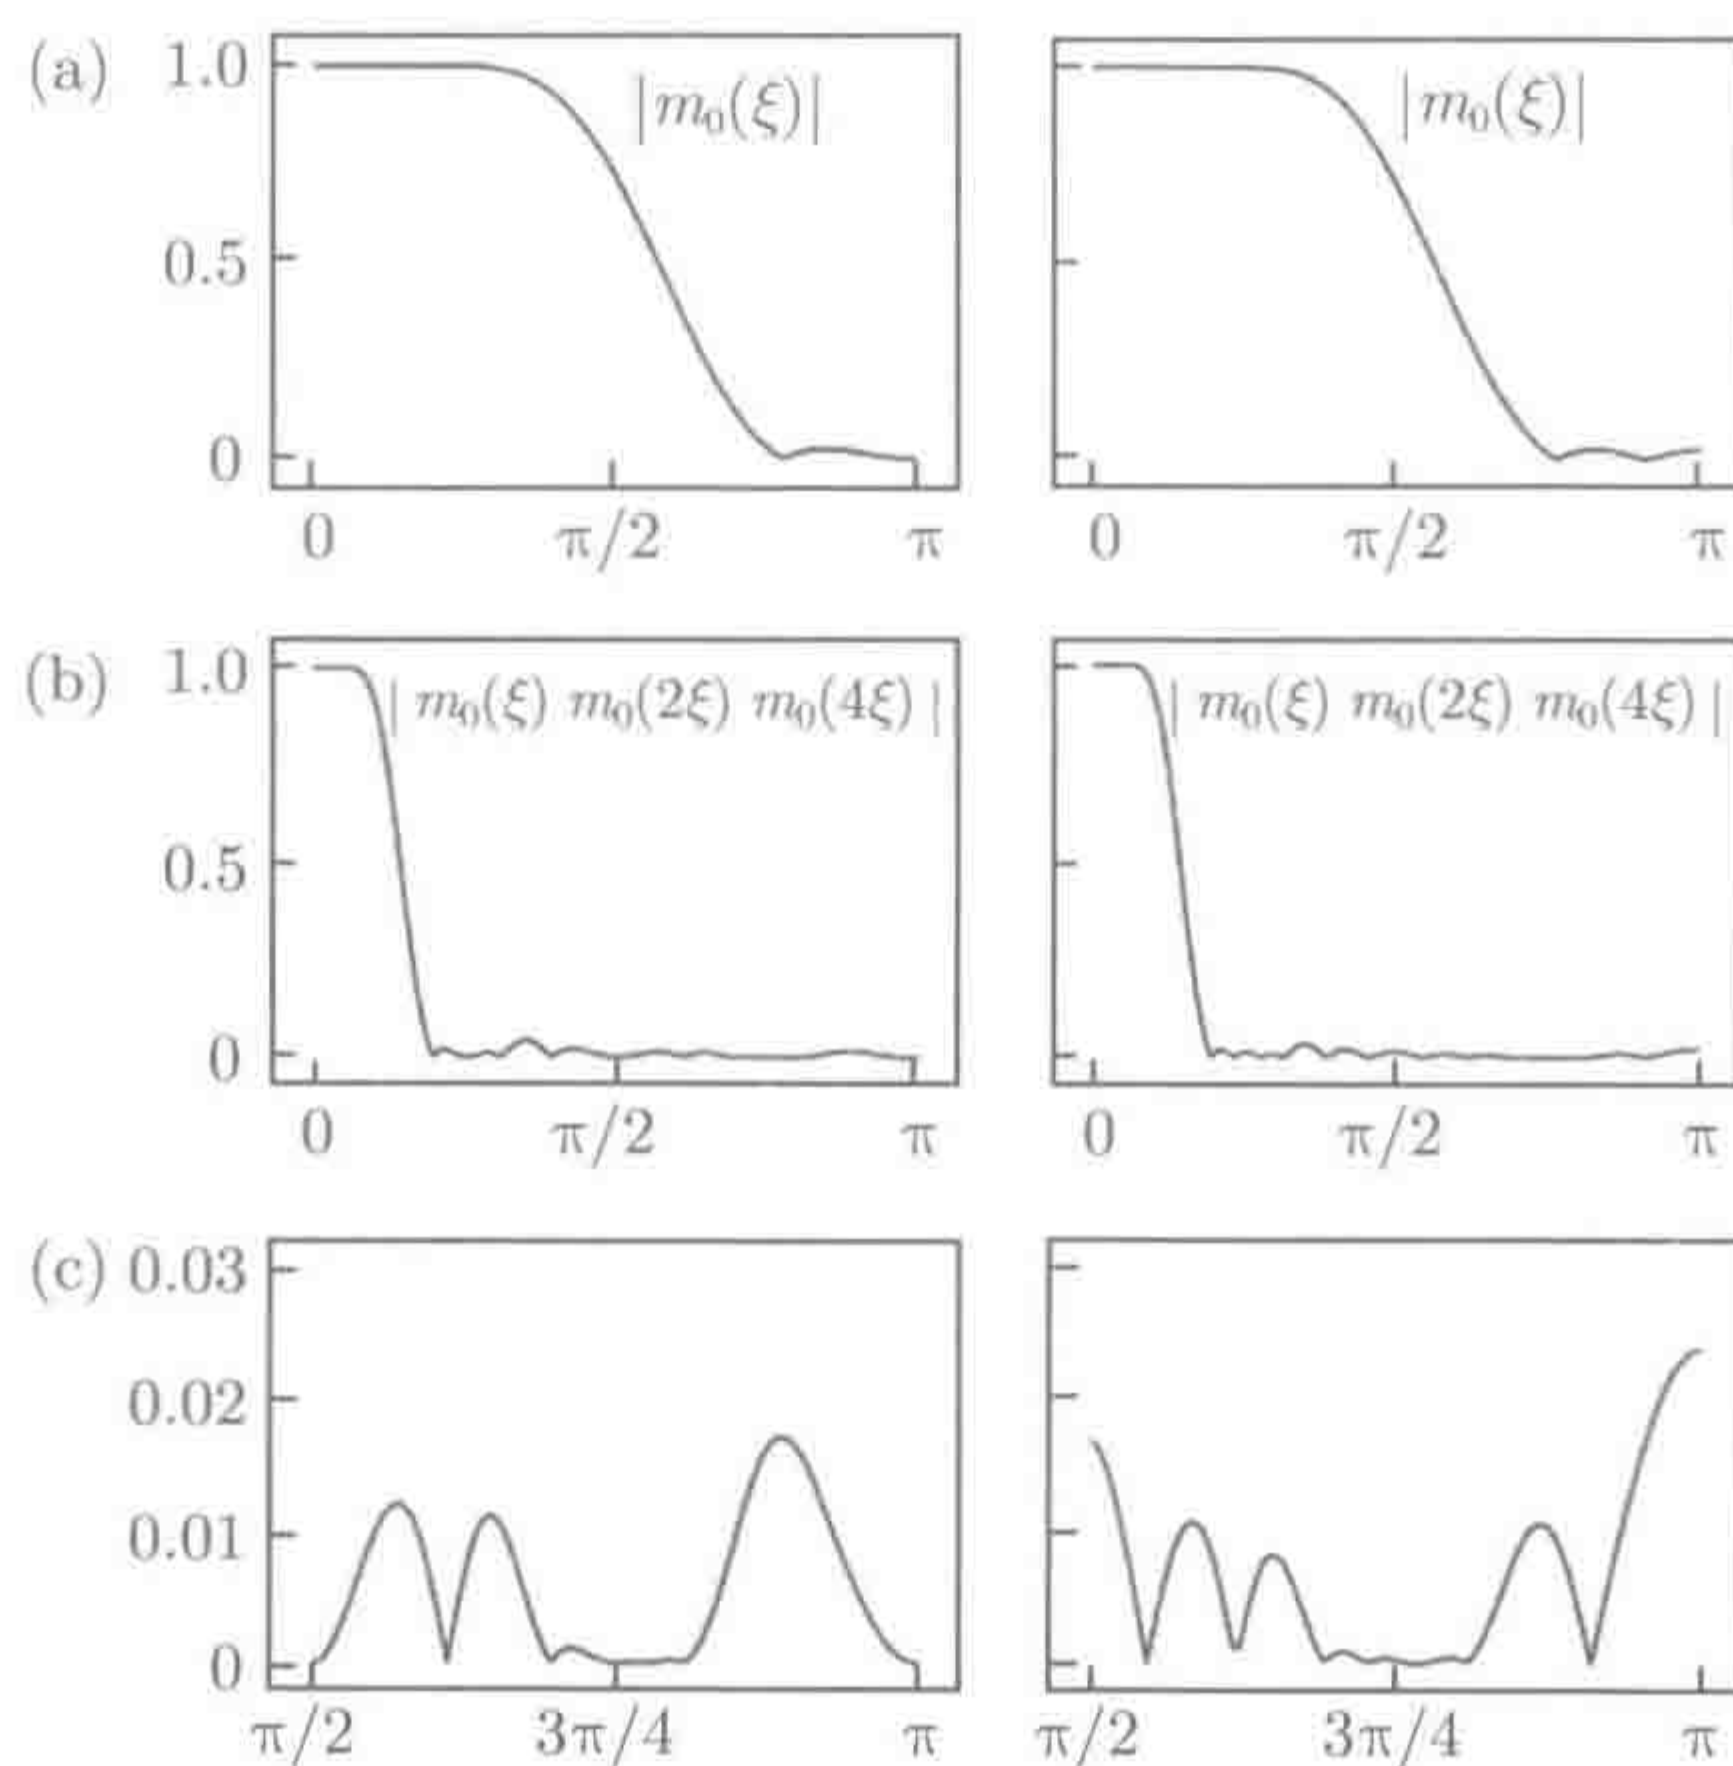 (a) 1.0 |m₀(ξ)| |m₀(ξ)|
0.5
0
0 π/2 π 0 π/2 π
(b) 1.0 | m₀(ξ) m₀(2ξ) m₀(4ξ) | | m₀(ξ) m₀(2ξ) m₀(4ξ) |
0.5
0
0 π/2 π 0 π/2 π
(c) 0.03
0.02
0.01
0
π/2 3π/4 π π/2 3π/4 π